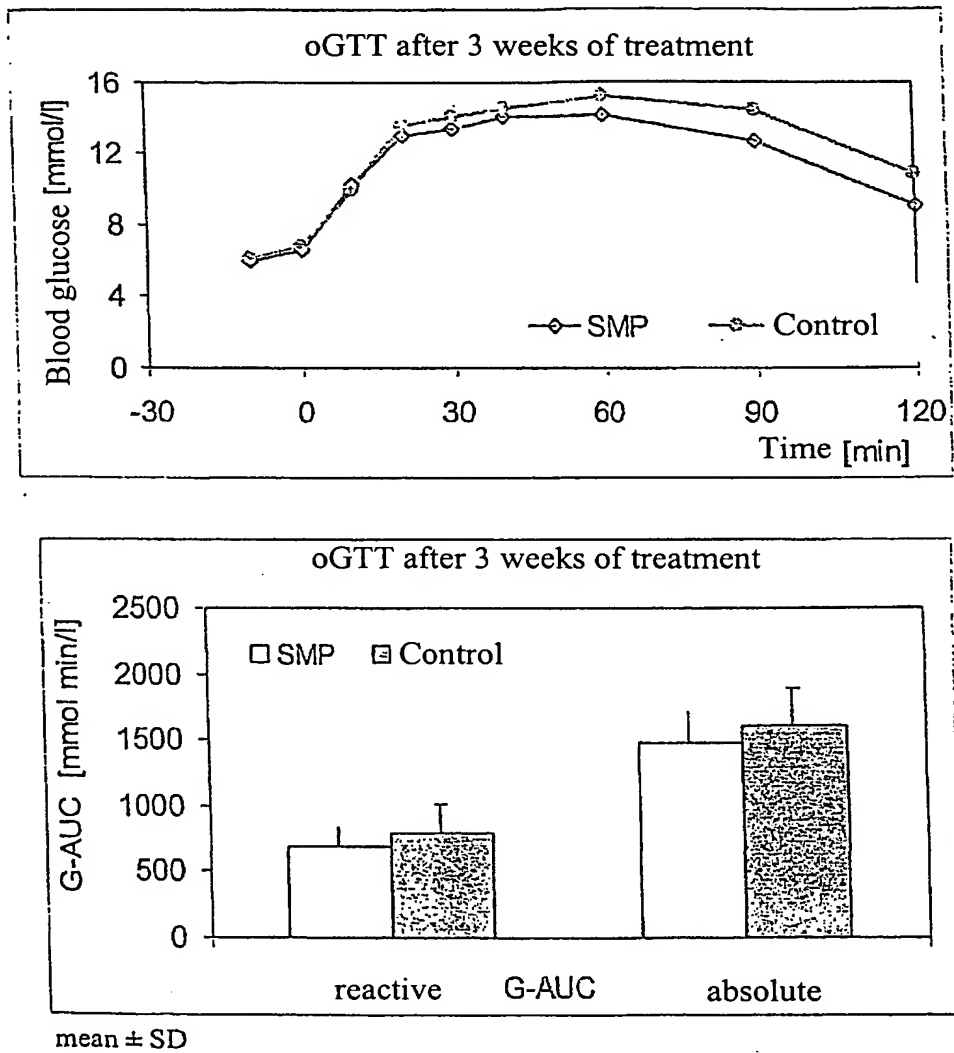 oGTT after 3 weeks of treatment
Blood glucose [mmol/l]
16
12
8
4
0
-30 0 30 60 90 120
SMP Control
Time [min]
oGTT after 3 weeks of treatment
G-AUC [mmol min/l]
2500
2000
1500
1000
500
0
SMP Control
reactive G-AUC absolute
mean ± SD